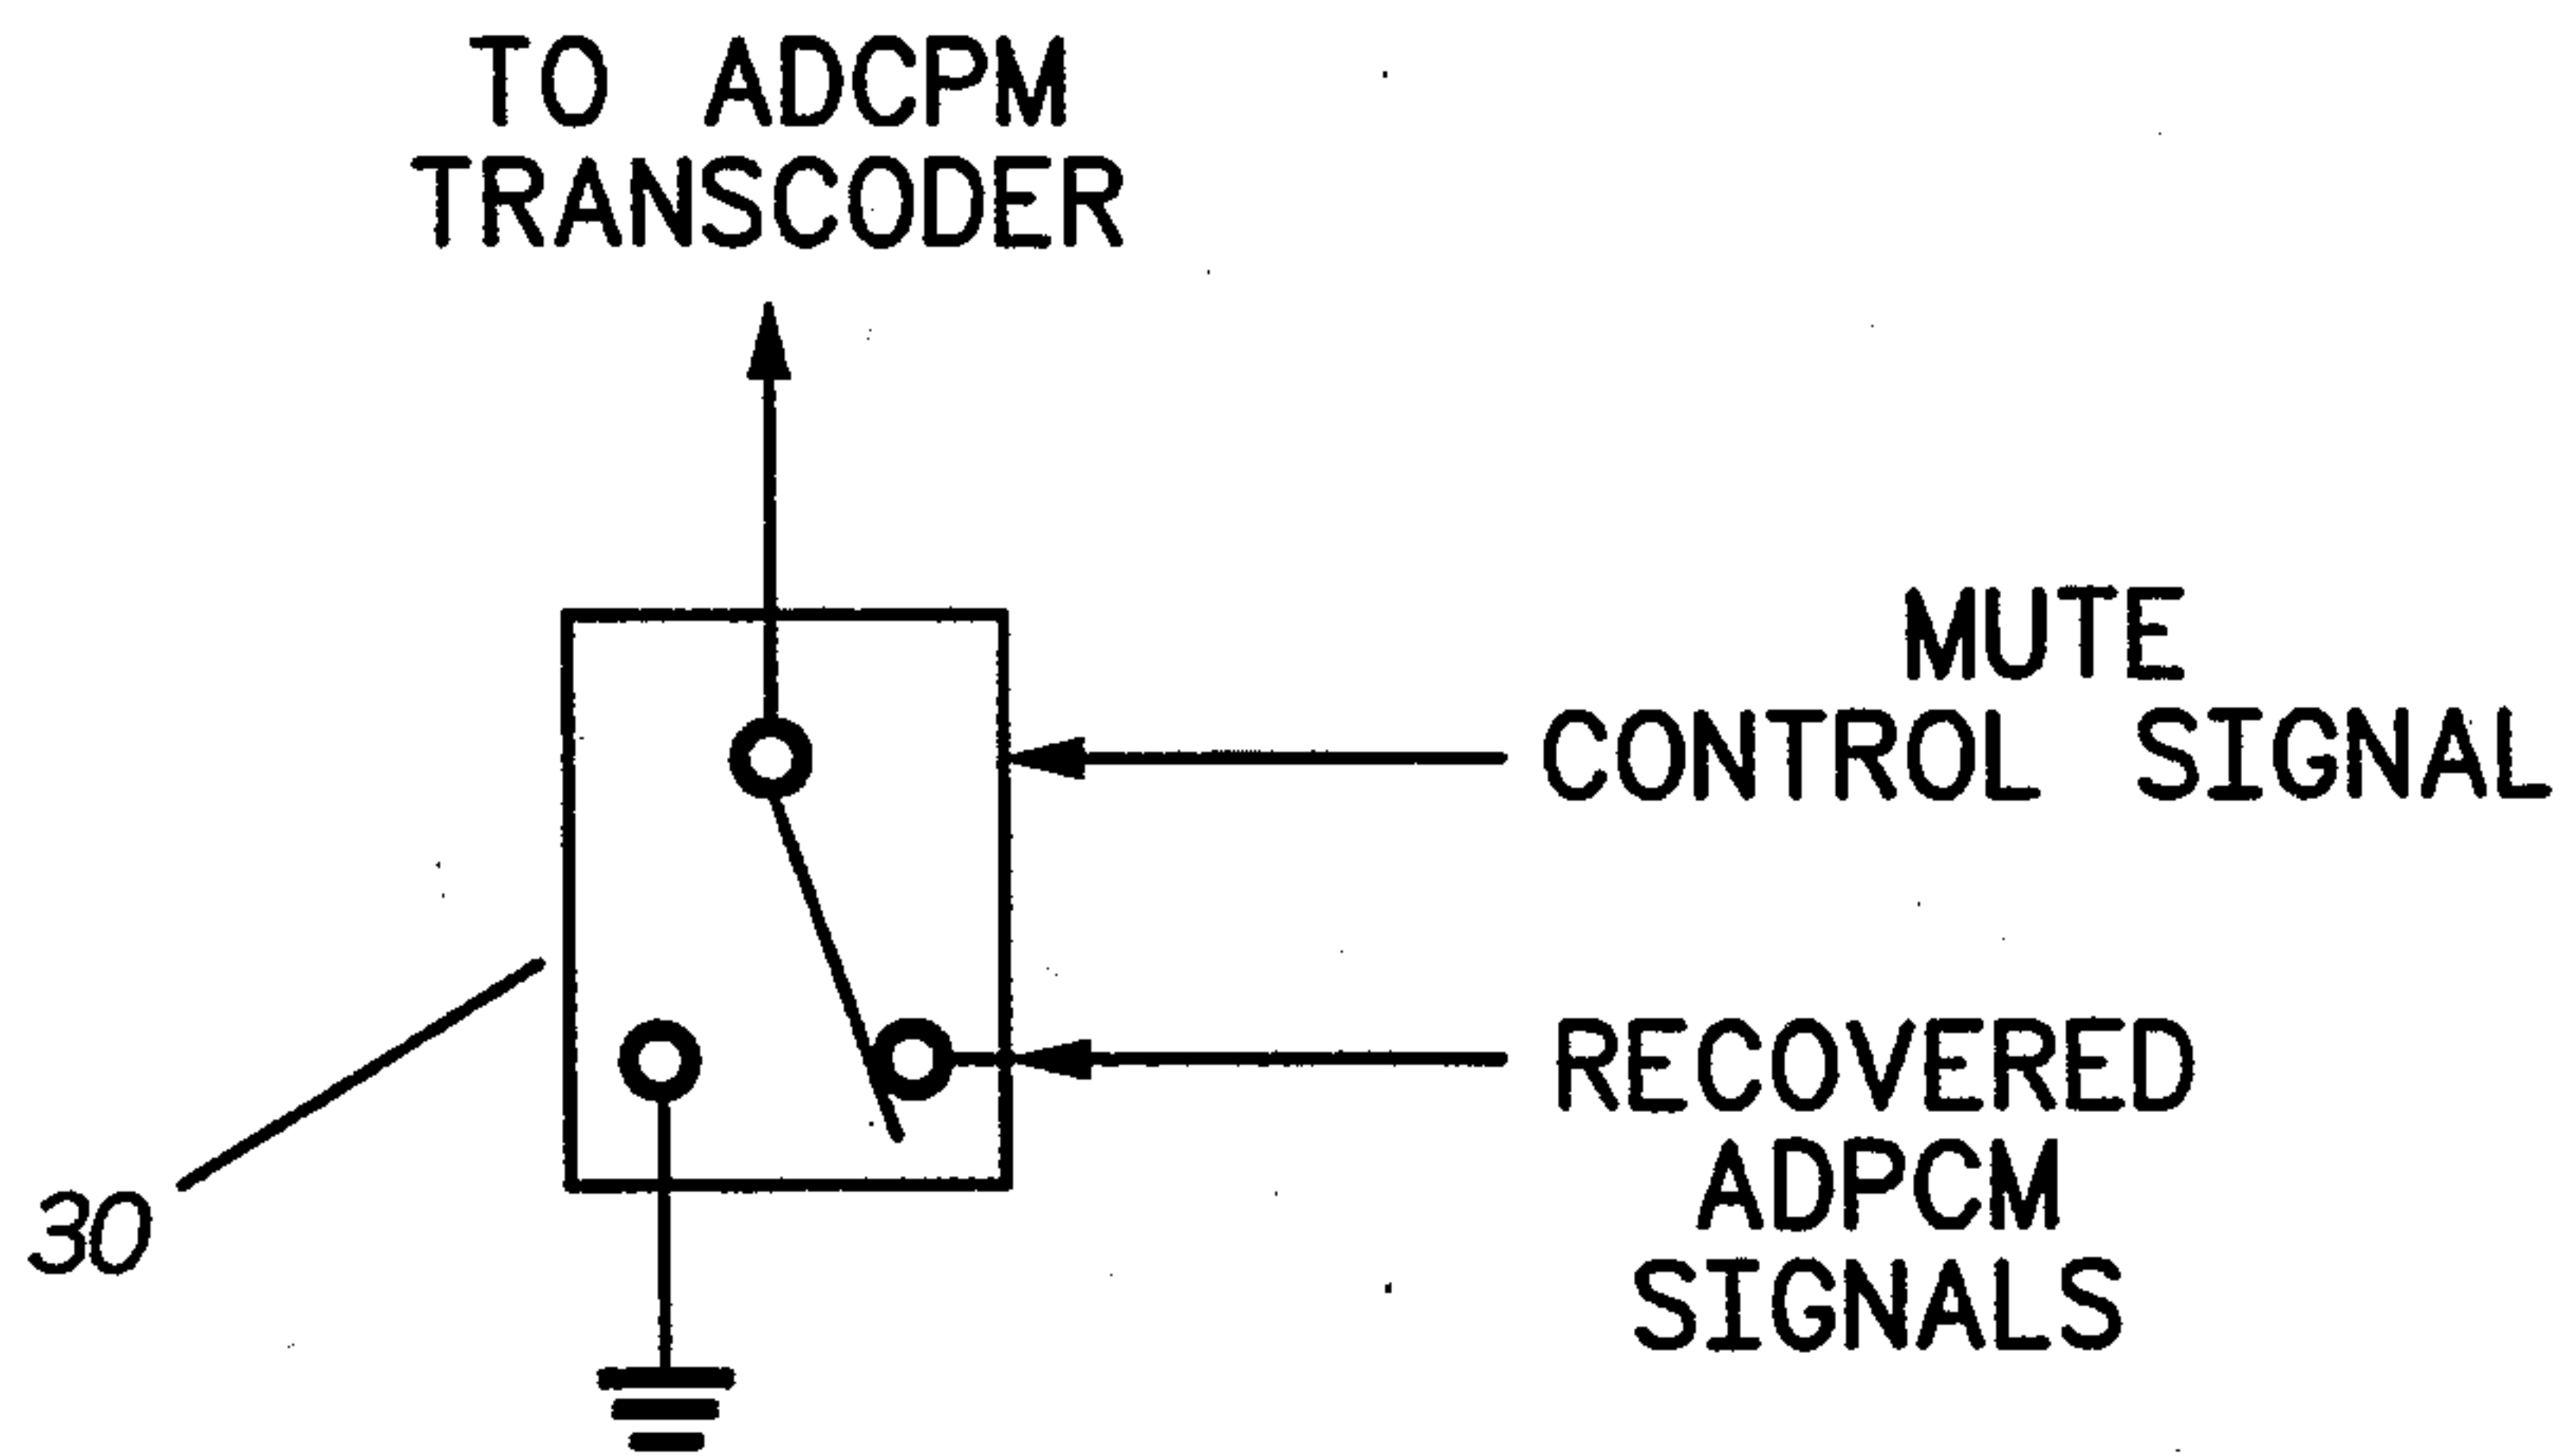 TO ADCPM
TRANSCODER
MUTE
CONTROL SIGNAL
RECOVERED
ADPCM
SIGNALS
30